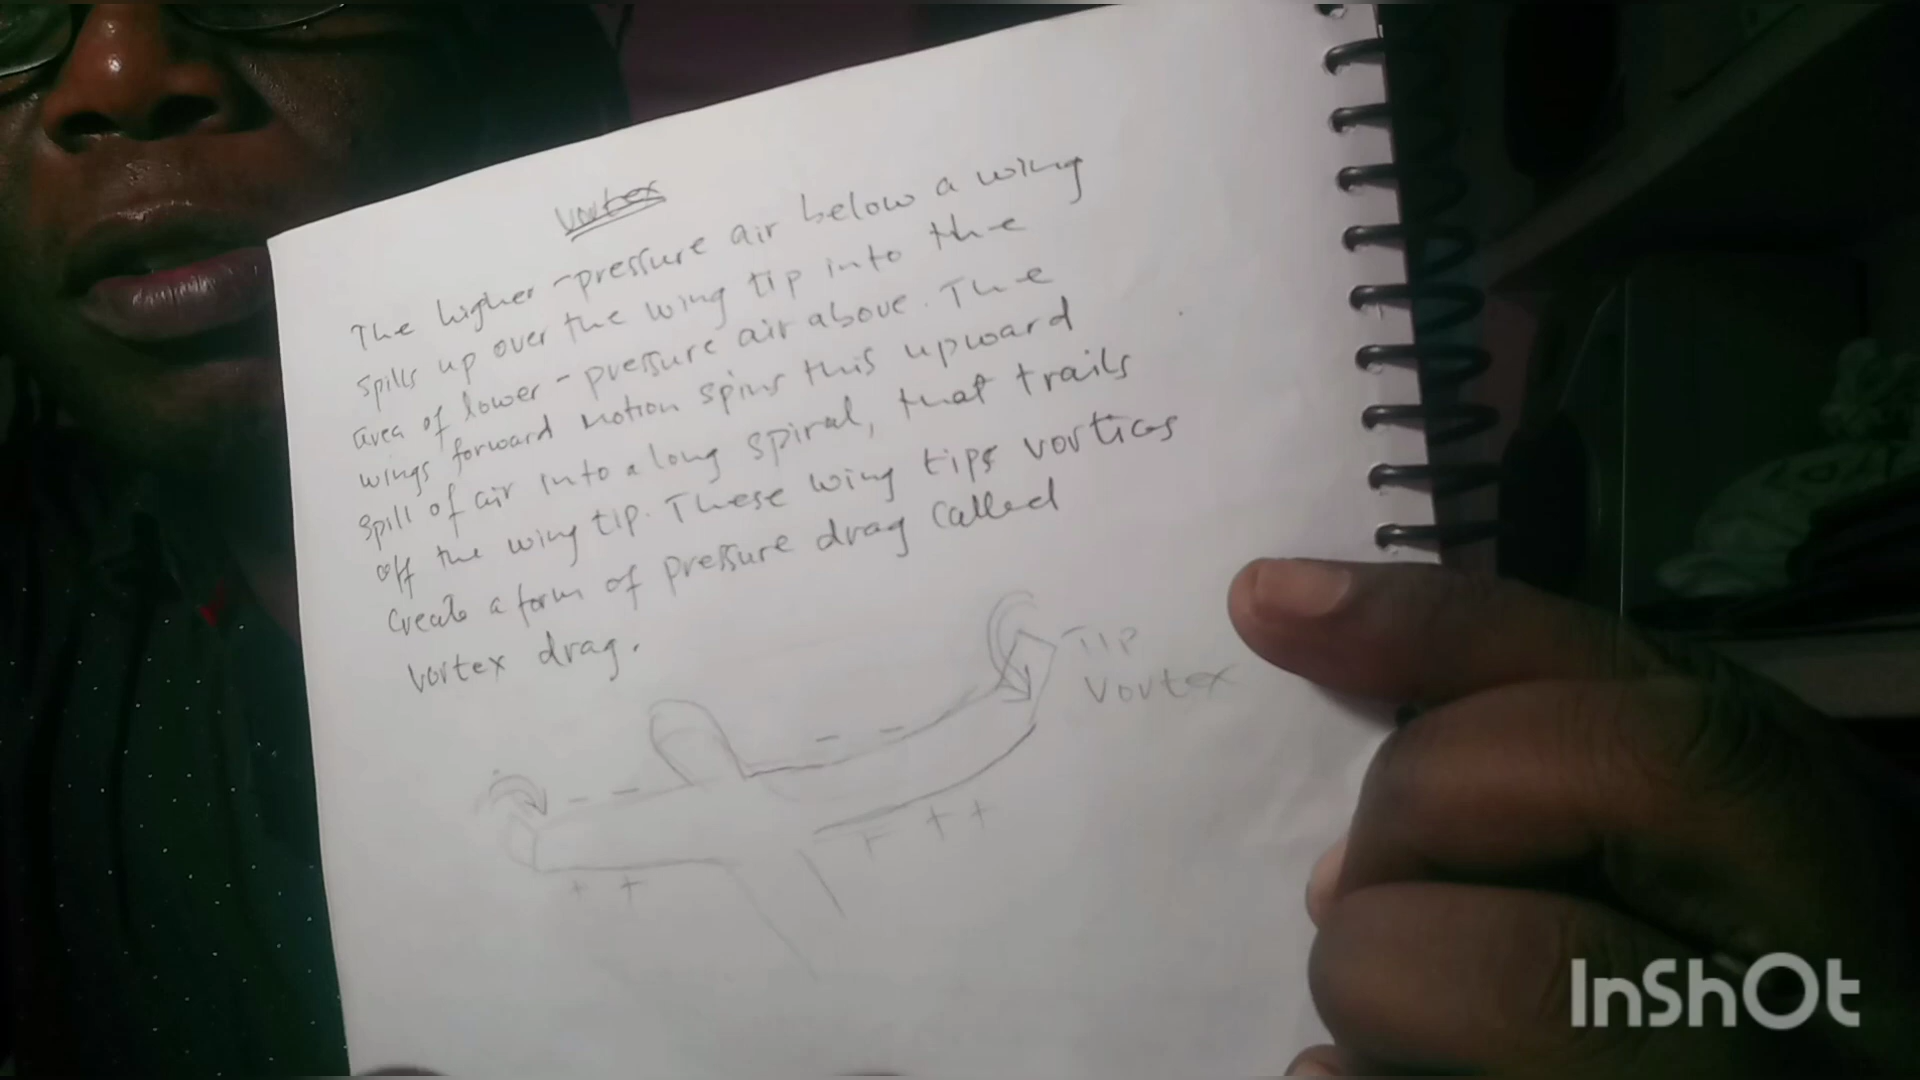 Vortex
The higher-pressure air below a wing
spills up over the wing tip into the
area of lower-pressure air above. The
wings forward motion spins this upward
spill of air into a long spiral, that trails
off the wing tip. These wing tips vortices
create a form of pressure drag called
vortex drag.
TIP
Vortex
- -
- -
+ + +
+ +
InShOt